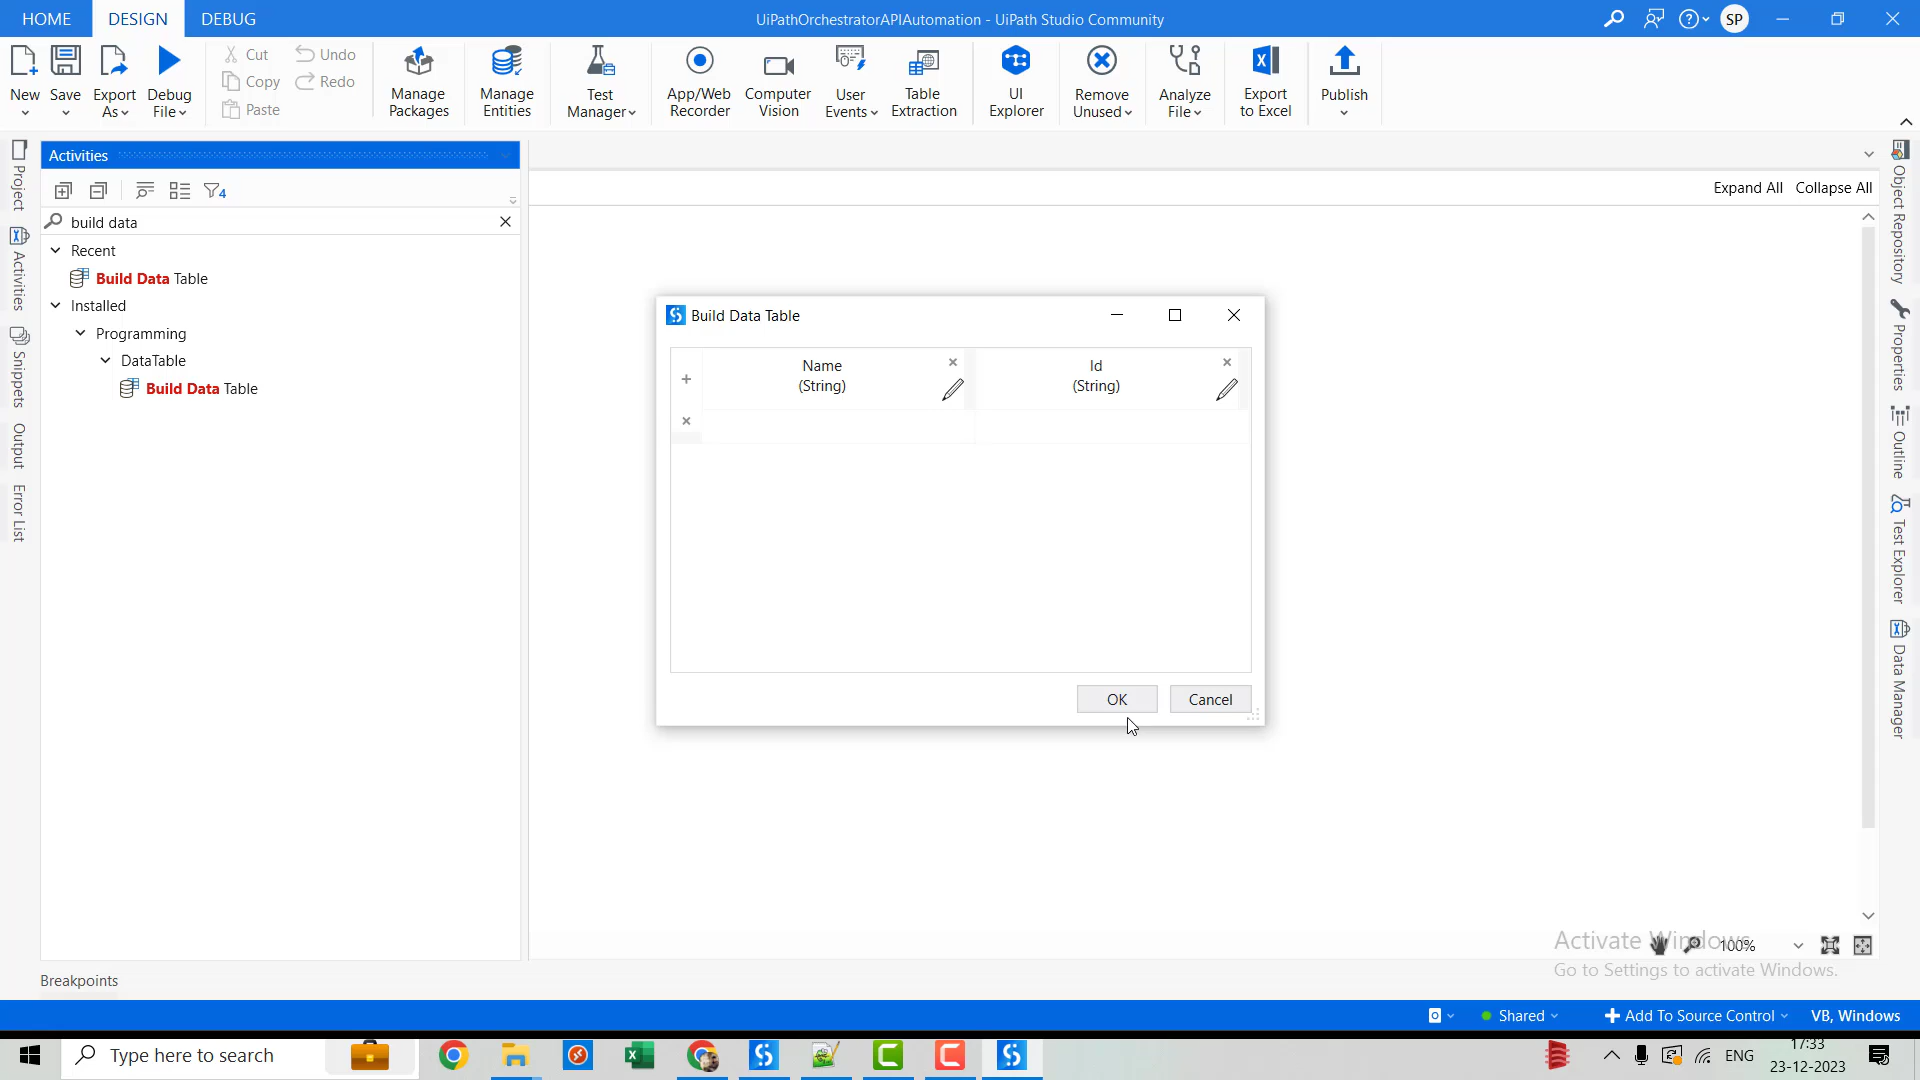 HOME DESIGN DEBUG
UiPathOrchestratorAPIAutomation - UiPath Studio Community
SP
New
Save
Export As
Debug File
Cut
Copy
Paste
Undo
Redo
Manage Packages
Manage Entities
Test Manager
App/Web Recorder
Computer Vision
User Events
Table Extraction
UI Explorer
Remove Unused
Analyze File
Export to Excel
Publish
Project
Activities
Snippets
Output
Error List
Activities
4
build data
Recent
Build Data Table
Installed
Programming
DataTable
Build Data Table
Expand All Collapse All
Build Data Table
Name
(String)
Id
(String)
OK
Cancel
Object Repository
Properties
Outline
Test Explorer
Data Manager
Activate Windows
Go to Settings to activate Windows.
100%
Breakpoints
Shared
Add To Source Control
VB, Windows
Type here to search
ENG
17:33
23-12-2023